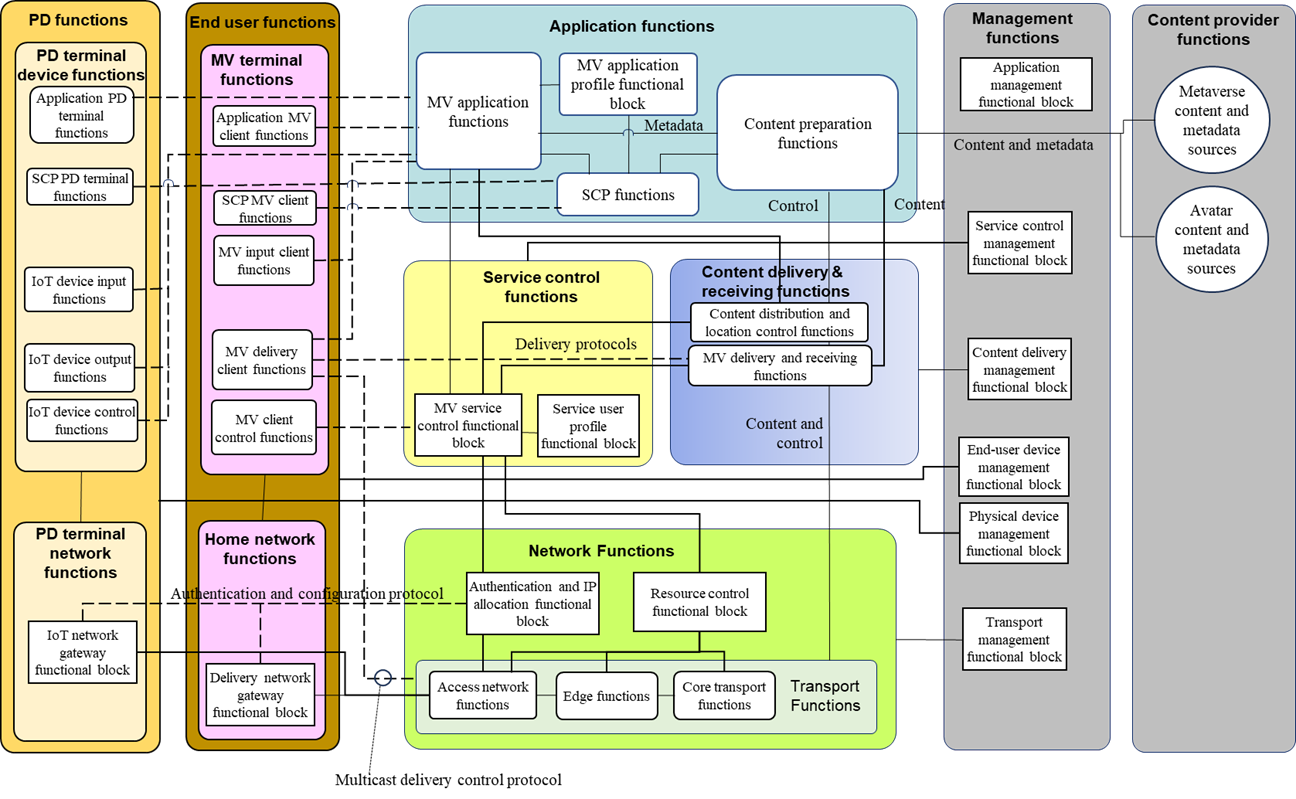 PD functions
PD terminal
device functions
Application PD
terminal
functions
SCP PD terminal
functions
IoT device input
functions
IoT device output
functions
IoT device control
functions
PD terminal
network
functions
IoT network
gateway
functional block
End user functions
MV terminal
functions
Application MV
client functions
SCP MV client
functions
MV input client
functions
MV delivery
client functions
MV client
control functions
Home network
functions
Authentication and configuration protocol
Delivery network
gateway
functional block
Multicast delivery control protocol
Application functions
MV application
functions
MV application
profile functional
block
Metadata
Content preparation
functions
SCP functions
Control
Content
Content and metadata
Service control
functions
Delivery protocols
MV service
control functional
block
Service user
profile
functional block
Content delivery &
receiving functions
Content distribution and
location control functions
MV delivery and receiving
functions
Content and
control
Network Functions
Authentication and IP
allocation functional
block
Resource control
functional block
Access network
functions
Edge functions
Core transport
functions
Transport
Functions
Management
functions
Application
management
functional block
Service control
management
functional block
Content delivery
management
functional block
End-user device
management
functional block
Physical device
management
functional block
Transport
management
functional block
Content provider
functions
Metaverse
content and
metadata
sources
Avatar
content and
metadata
sources